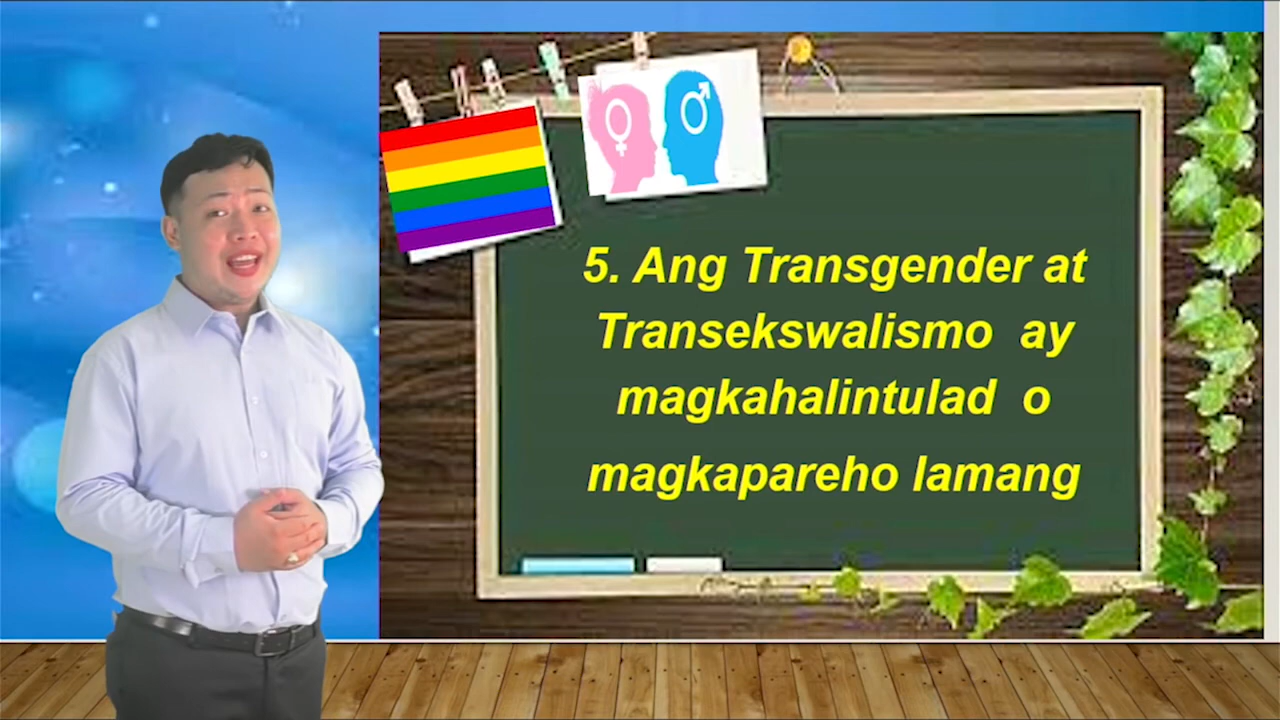 5. Ang Transgender at
Transekswalismo ay
magkahalintulad o
magkapareho lamang